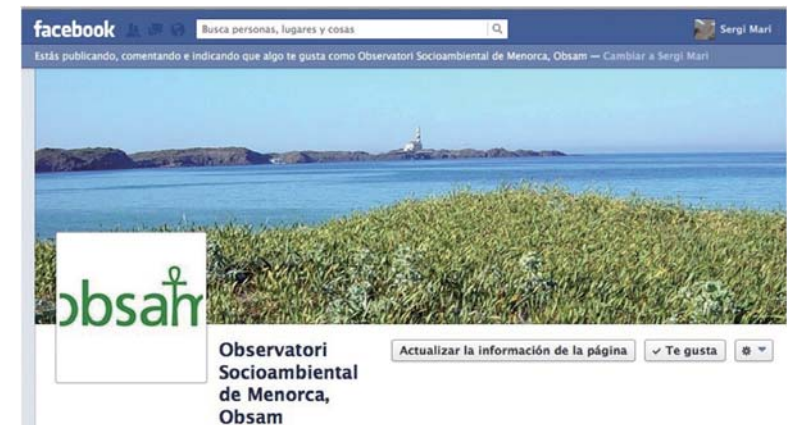 facebook
Busca personas, lugares y cosas
Sergi Mari
Estás publicando, comentando e indicando que algo te gusta como Observatori Socioambiental de Menorca, Obsam — Cambiar a Sergi Mari
obsam
Observatori
Socioambiental
de Menorca,
Obsam
Actualizar la información de la página
✓ Te gusta